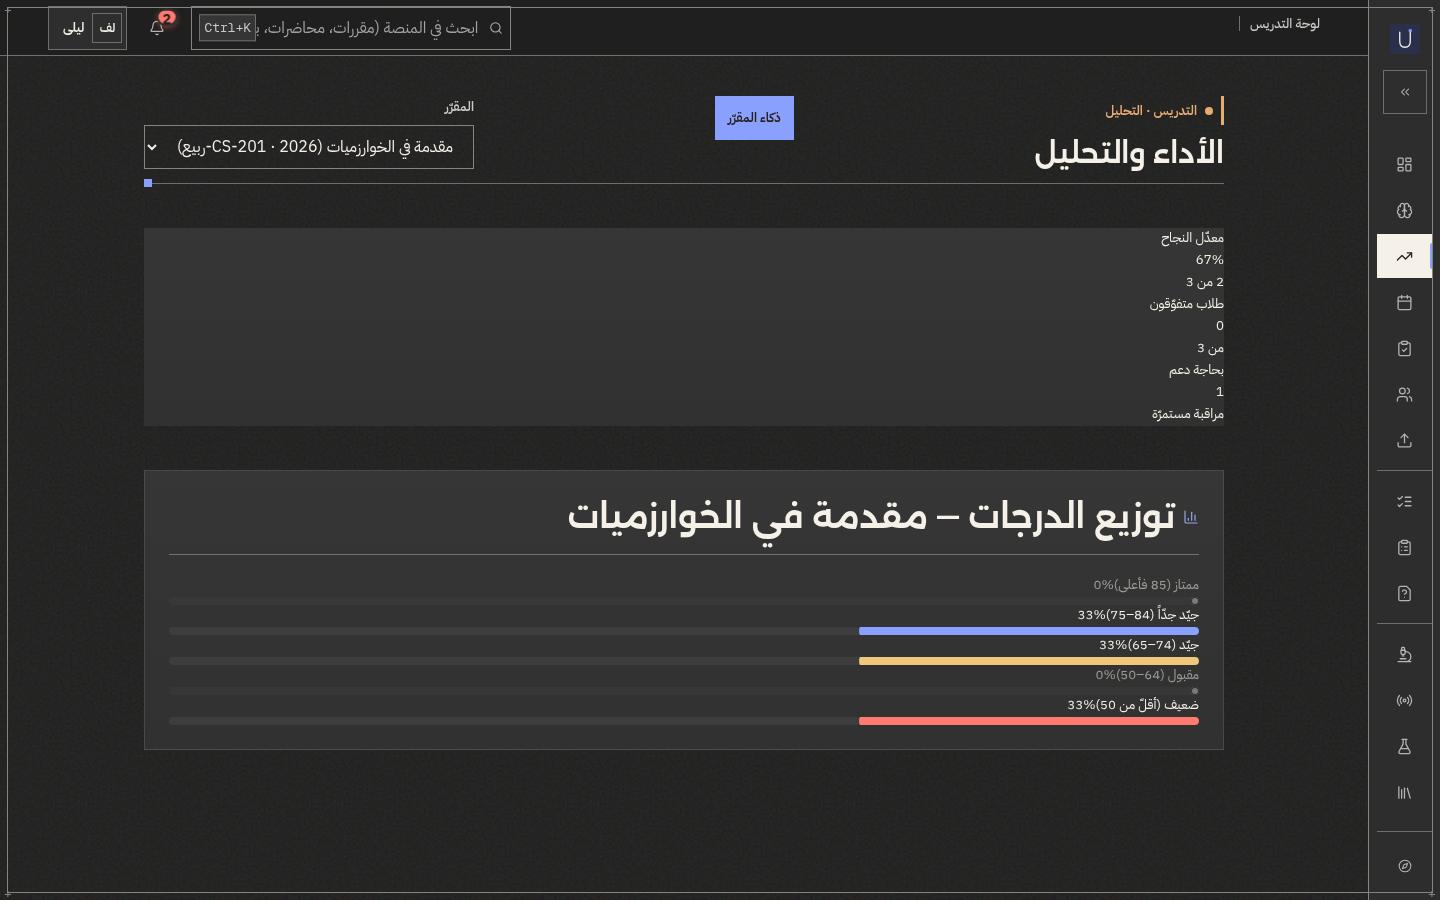 لوحة التدريس
ابحث في المنصة (مقررات، محاضرات، ب
Ctrl+K
2
لف
ليلى
التدريس · التحليل
الأداء والتحليل
ذكاء المقرّر
المقرّر
مقدمة في الخوارزميات (CS-201 · 2026-ربيع)
معدّل النجاح
67%
2 من 3
طلاب متفوّقون
0
من 3
بحاجة دعم
1
مراقبة مستمرّة
توزيع الدرجات — مقدمة في الخوارزميات
ممتاز (85 فأعلى)0%
جيّد جدّاً (75–84)33%
جيّد (65–74)33%
مقبول (50–64)0%
ضعيف (أقلّ من 50)33%